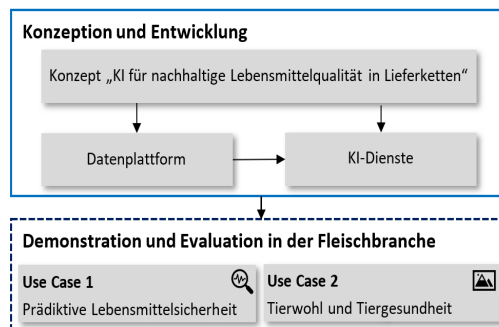 Konzeption und Entwicklung
Konzept „KI für nachhaltige Lebensmittelqualität in Lieferketten“
Datenplattform
KI-Dienste
Demonstration und Evaluation in der Fleischbranche
Use Case 1
Prädiktive Lebensmittelsicherheit
Use Case 2
Tierwohl und Tiergesundheit